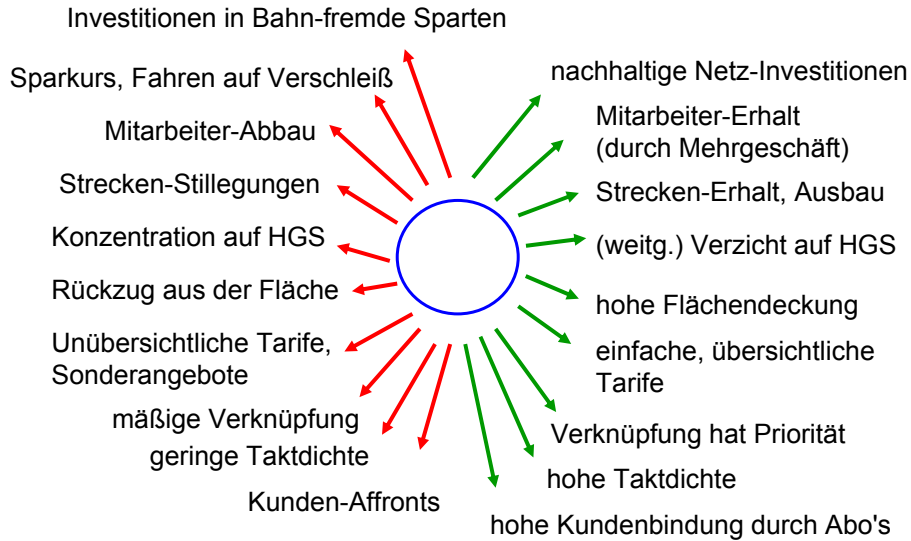 Investitionen in Bahn-fremde Sparten
Sparkurs, Fahren auf Verschleiß
Mitarbeiter-Abbau
Strecken-Stillegungen
Konzentration auf HGS
Rückzug aus der Fläche
Unübersichtliche Tarife,
Sonderangebote
mäßige Verknüpfung
geringe Taktdichte
Kunden-Affronts
nachhaltige Netz-Investitionen
Mitarbeiter-Erhalt
(durch Mehrgeschäft)
Strecken-Erhalt, Ausbau
(weitg.) Verzicht auf HGS
hohe Flächendeckung
einfache, übersichtliche
Tarife
Verknüpfung hat Priorität
hohe Taktdichte
hohe Kundenbindung durch Abo's